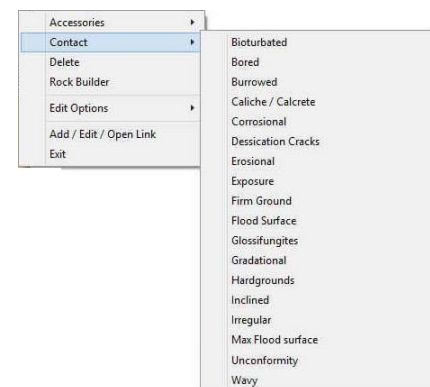 Accessories
Contact
Delete
Rock Builder
Edit Options
Add / Edit / Open Link
Exit
Bioturbated
Bored
Burrowed
Caliche / Calcrete
Corrosional
Dessication Cracks
Erosional
Exposure
Firm Ground
Flood Surface
Glossifungites
Gradational
Hardgrounds
Inclined
Irregular
Max Flood surface
Unconformity
Wavy